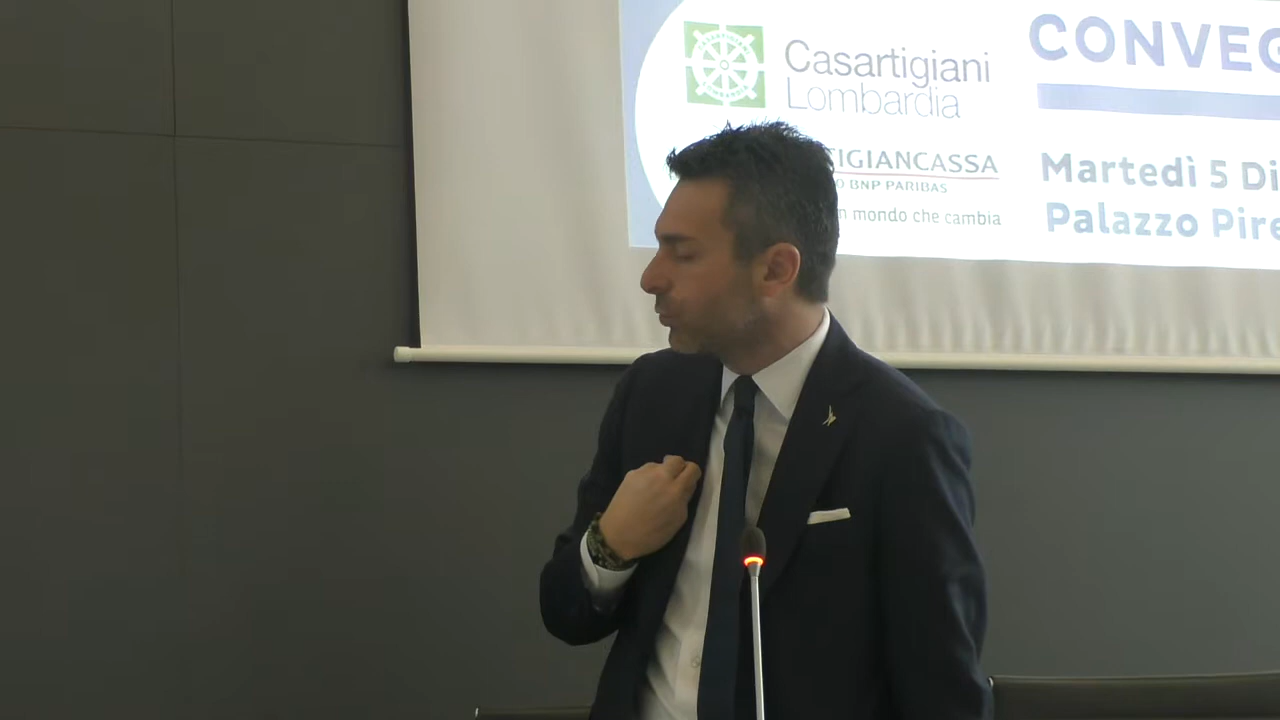 Casartigiani
Lombardia
CONVEG
TIGIANCASSA
BNP PARIBAS
n mondo che cambia
Martedì 5 Di
Palazzo Pire